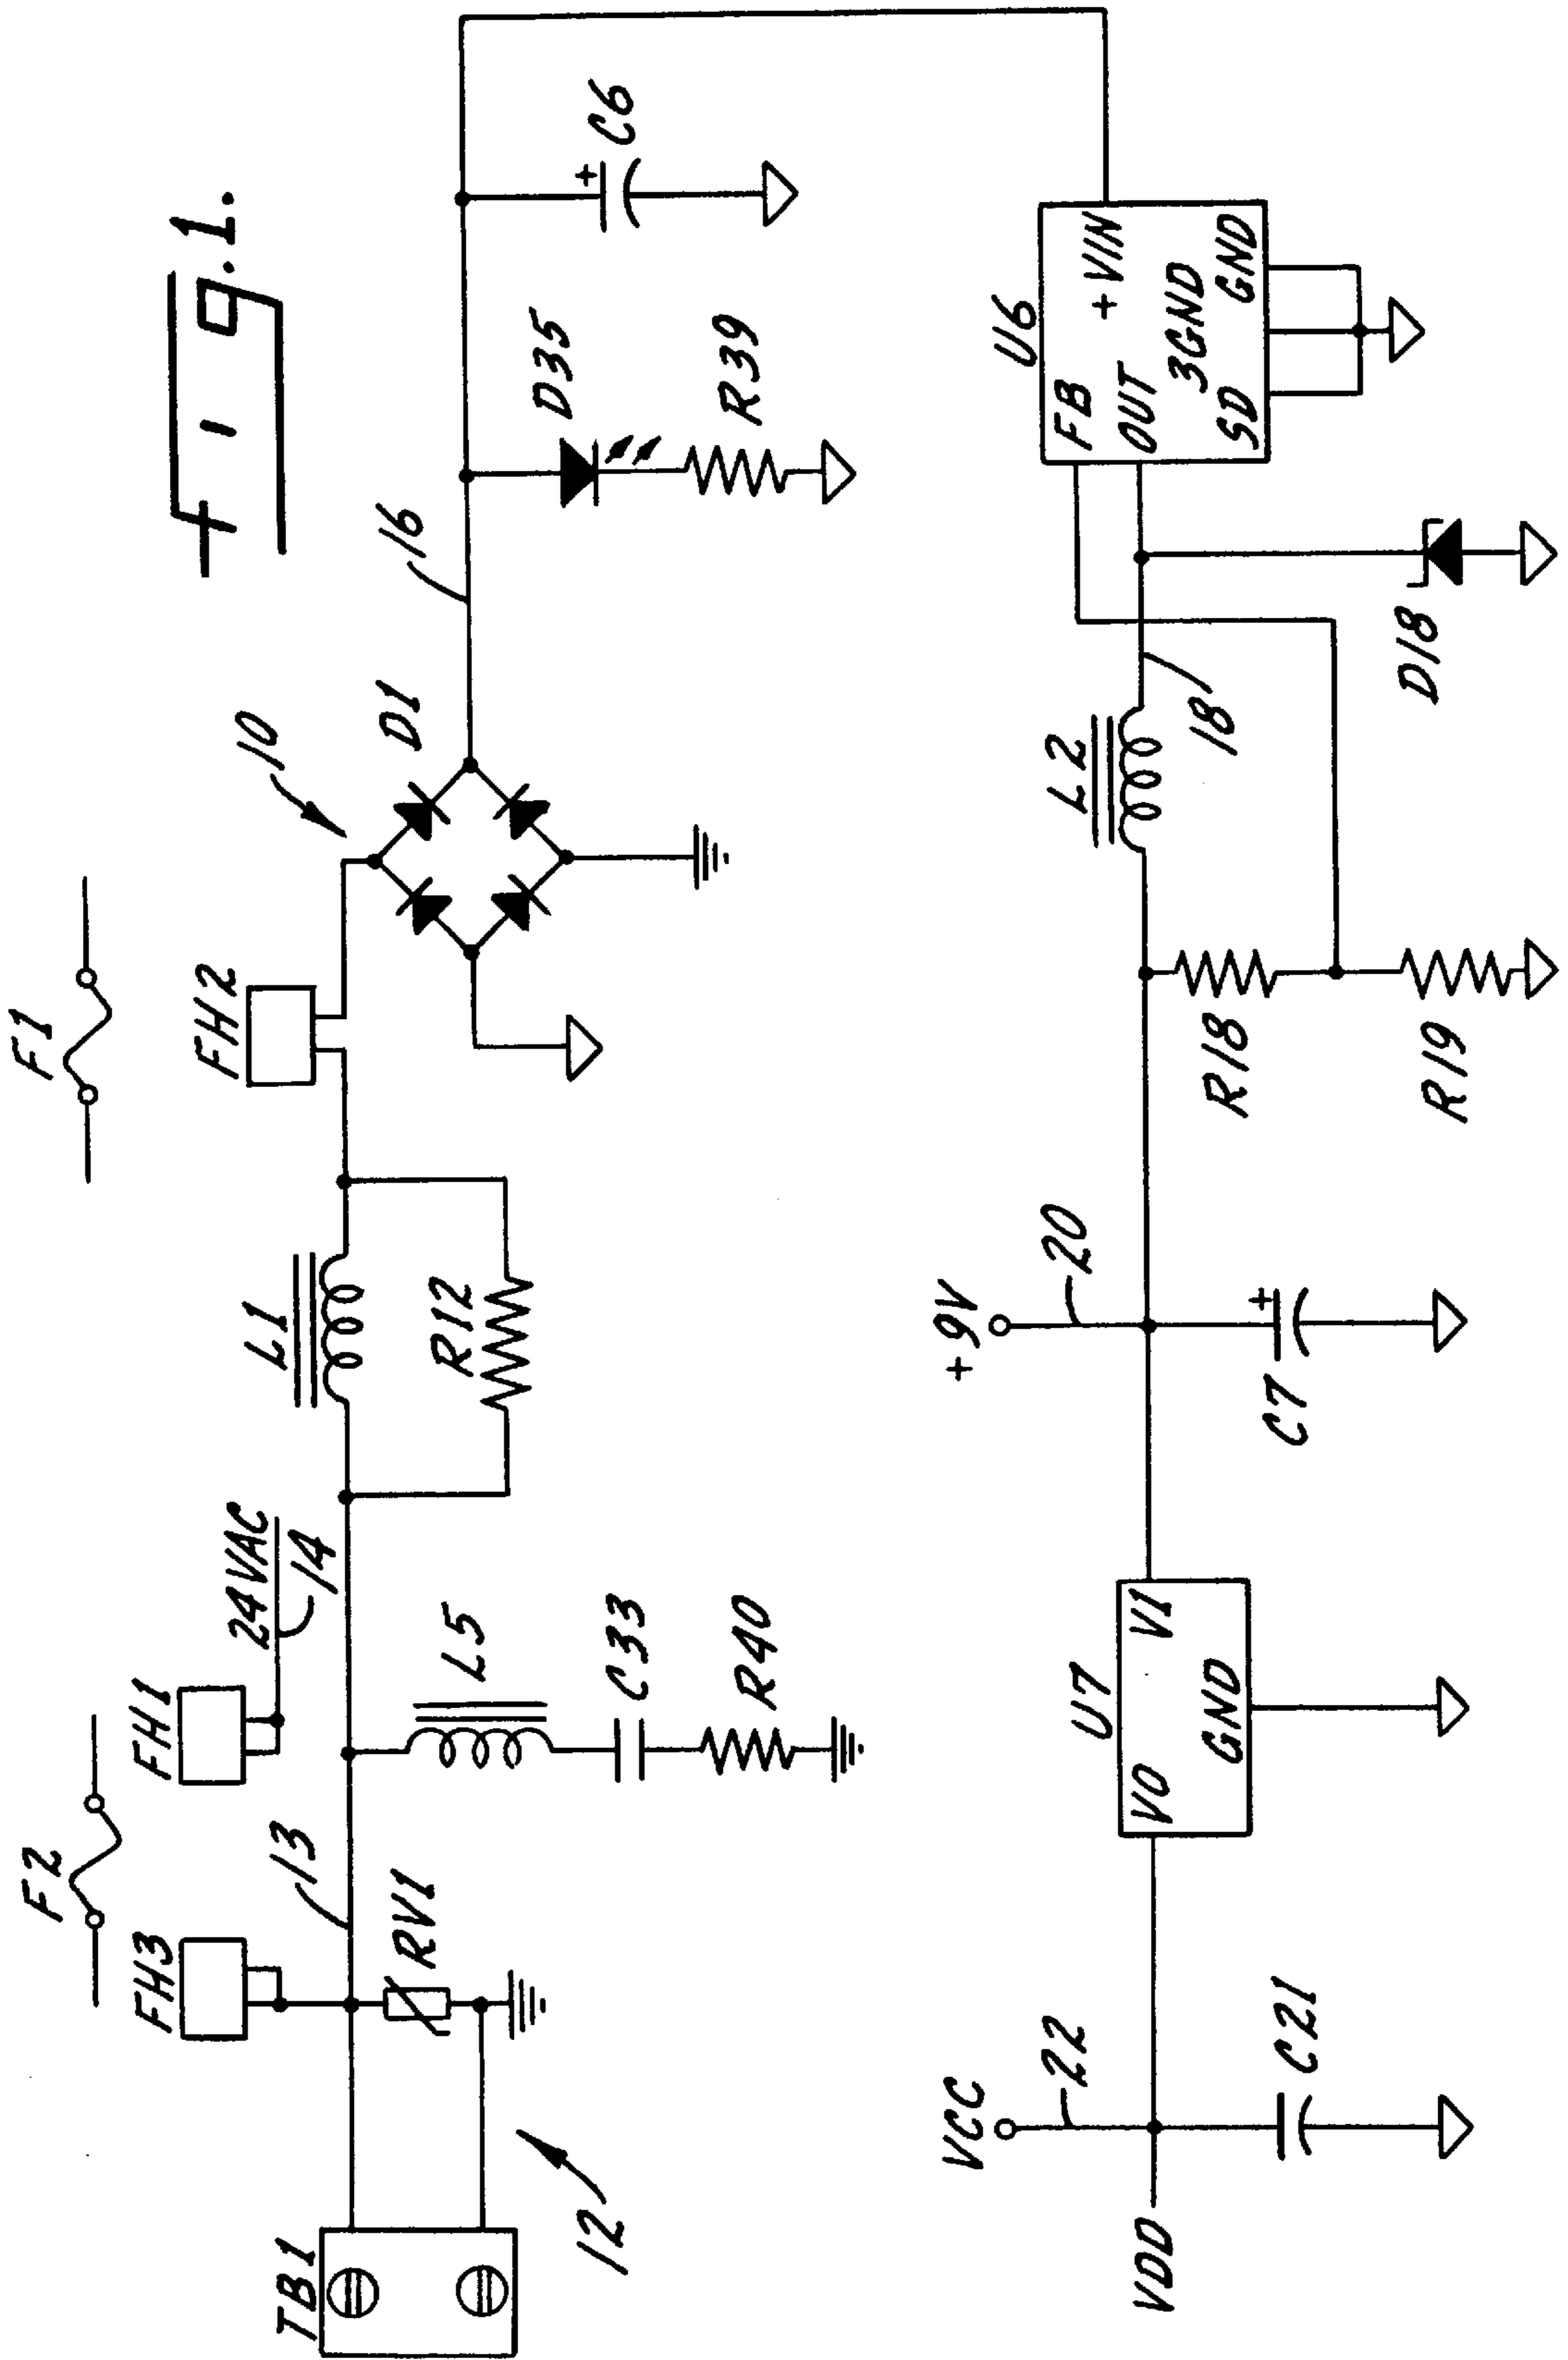 Fig. 1.
F2
F1
FH3
FH1
24VAC
14
FH2
10
TB1
12
13
RV1
L5
C33
R40
L1
R12
D1
16
D35
R39
C6
VCC
22
VDD
C21
U7
VO
VI
GND
+9V
20
C7
+
L2
18
R18
R19
D18
U6
FB
+VIN
OUT
3GND
SD
GND
+